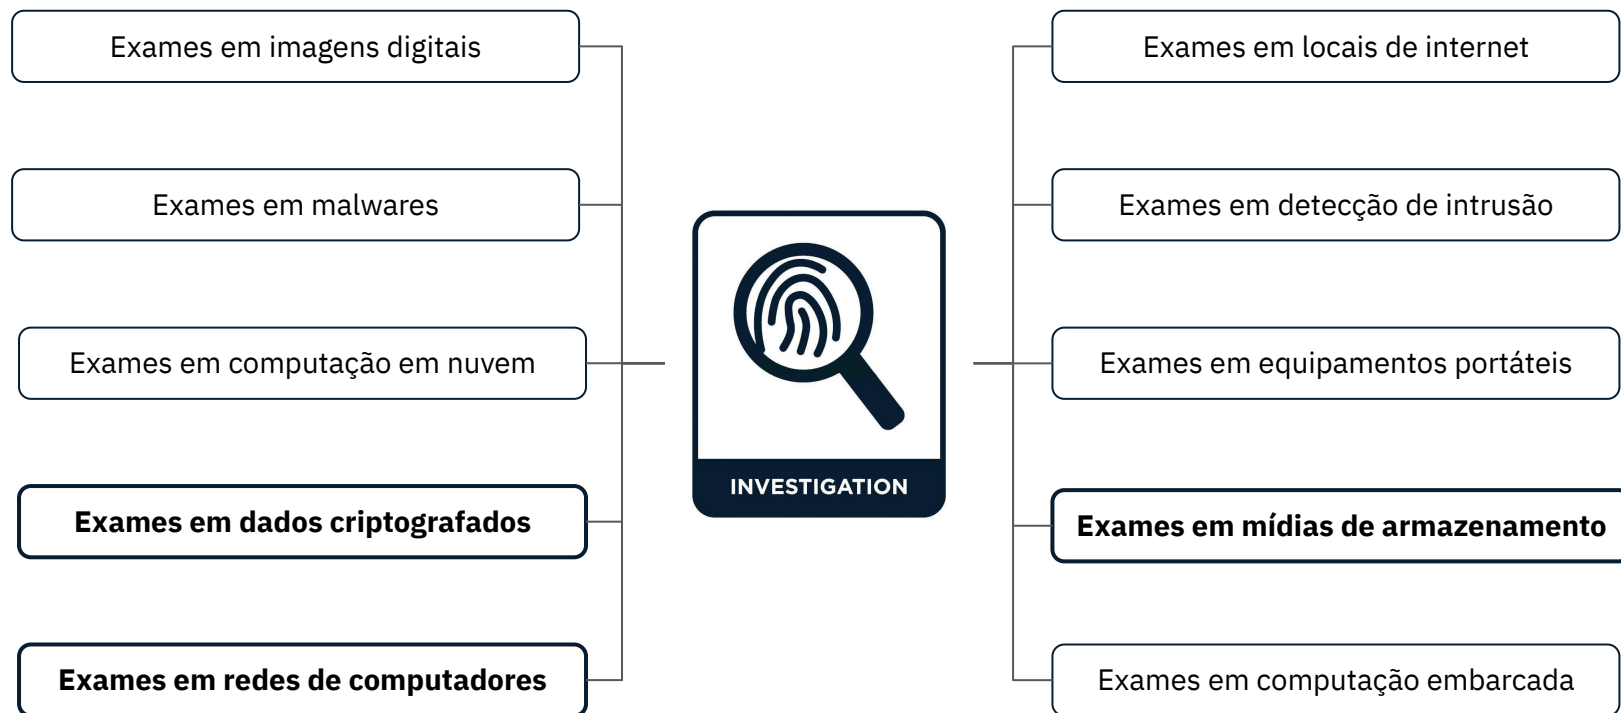 Exames em imagens digitais
Exames em malwares
Exames em computação em nuvem
Exames em dados criptografados
Exames em redes de computadores
INVESTIGATION
Exames em locais de internet
Exames em detecção de intrusão
Exames em equipamentos portáteis
Exames em mídias de armazenamento
Exames em computação embarcada